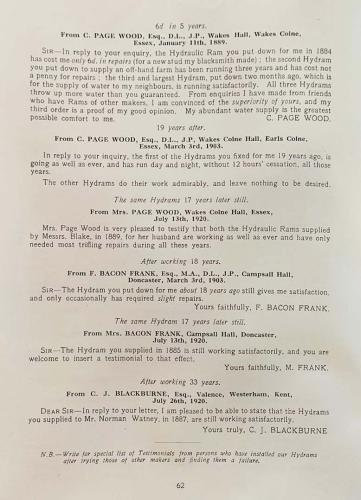 6d in 5 years.
From C. PAGE WOOD, Esq., D.L., J.P., Wakes Hall, Wakes Colne,
Essex, January 11th, 1889.
SIR—In reply to your enquiry, the Hydraulic Ram you put down for me in 1884
has cost me only 6d. in repairs (for a new stud my blacksmith made) ; the second Hydram
you put down to supply an off-hand farm has been running three years and has cost not
a penny for repairs ; the third and largest Hydram, put down two months ago, which is
for the supply of water to my neighbours, is running satisfactorily. All three Hydrams
throw up more water than you guaranteed. From enquiries I have made from friends
who have Rams of other makers, I am convinced of the superiority of yours, and my
third order is a proof of my good opinion. My abundant water supply is the greatest
possible comfort to me. C. PAGE WOOD.
19 years after.
From C. PAGE WOOD, Esq., D.L., J.P, Wakes Colne Hall, Earls Colne,
Essex, March 3rd, 1903.
In reply to your inquiry, the first of the Hydrams you fixed for me 19 years ago, is
going as well as ever, and has run day and night, without 12 hours' cessation, all those
years.
The other Hydrams do their work admirably, and leave nothing to be desired.
The same Hydrams 17 years later still.
From Mrs. PAGE WOOD, Wakes Colne Hall, Essex,
July 13th, 1920.
Mrs. Page Wood is very pleased to testify that both the Hydraulic Rams supplied
by Messrs. Blake, in 1889, for her husband are working as well as ever and have only
needed most trifling repairs during all these years.
After working 18 years.
From F. BACON FRANK, Esq., M.A., D.L., J.P., Campsall Hall,
Doncaster, March 3rd, 1903.
SIR—The Hydram you put down for me about 18 years ago still gives me satisfaction,
and only occasionally has required slight repairs.
Yours faithfully, F. BACON FRANK.
The same Hydram 17 years later still.
From Mrs. BACON FRANK, Campsall Hall, Doncaster,
July 13th, 1920.
SIR—The Hydram you supplied in 1885 is still working satisfactorily, and you are
welcome to insert a testimonial to that effect.
Yours faithfully, M. FRANK.
After working 33 years.
From C. J. BLACKBURNE, Esq., Valence, Westerham, Kent,
July 26th, 1920.
DEAR SIR—In reply to your letter, I am pleased to be able to state that the Hydrams
you supplied to Mr. Norman Watney, in 1887, are still working satisfactorily.
Yours truly, C. J. BLACKBURNE
N.B.—Write for special list of Testimonials from persons who have installed our Hydrams
after trying those of other makers and finding them a failure.
62